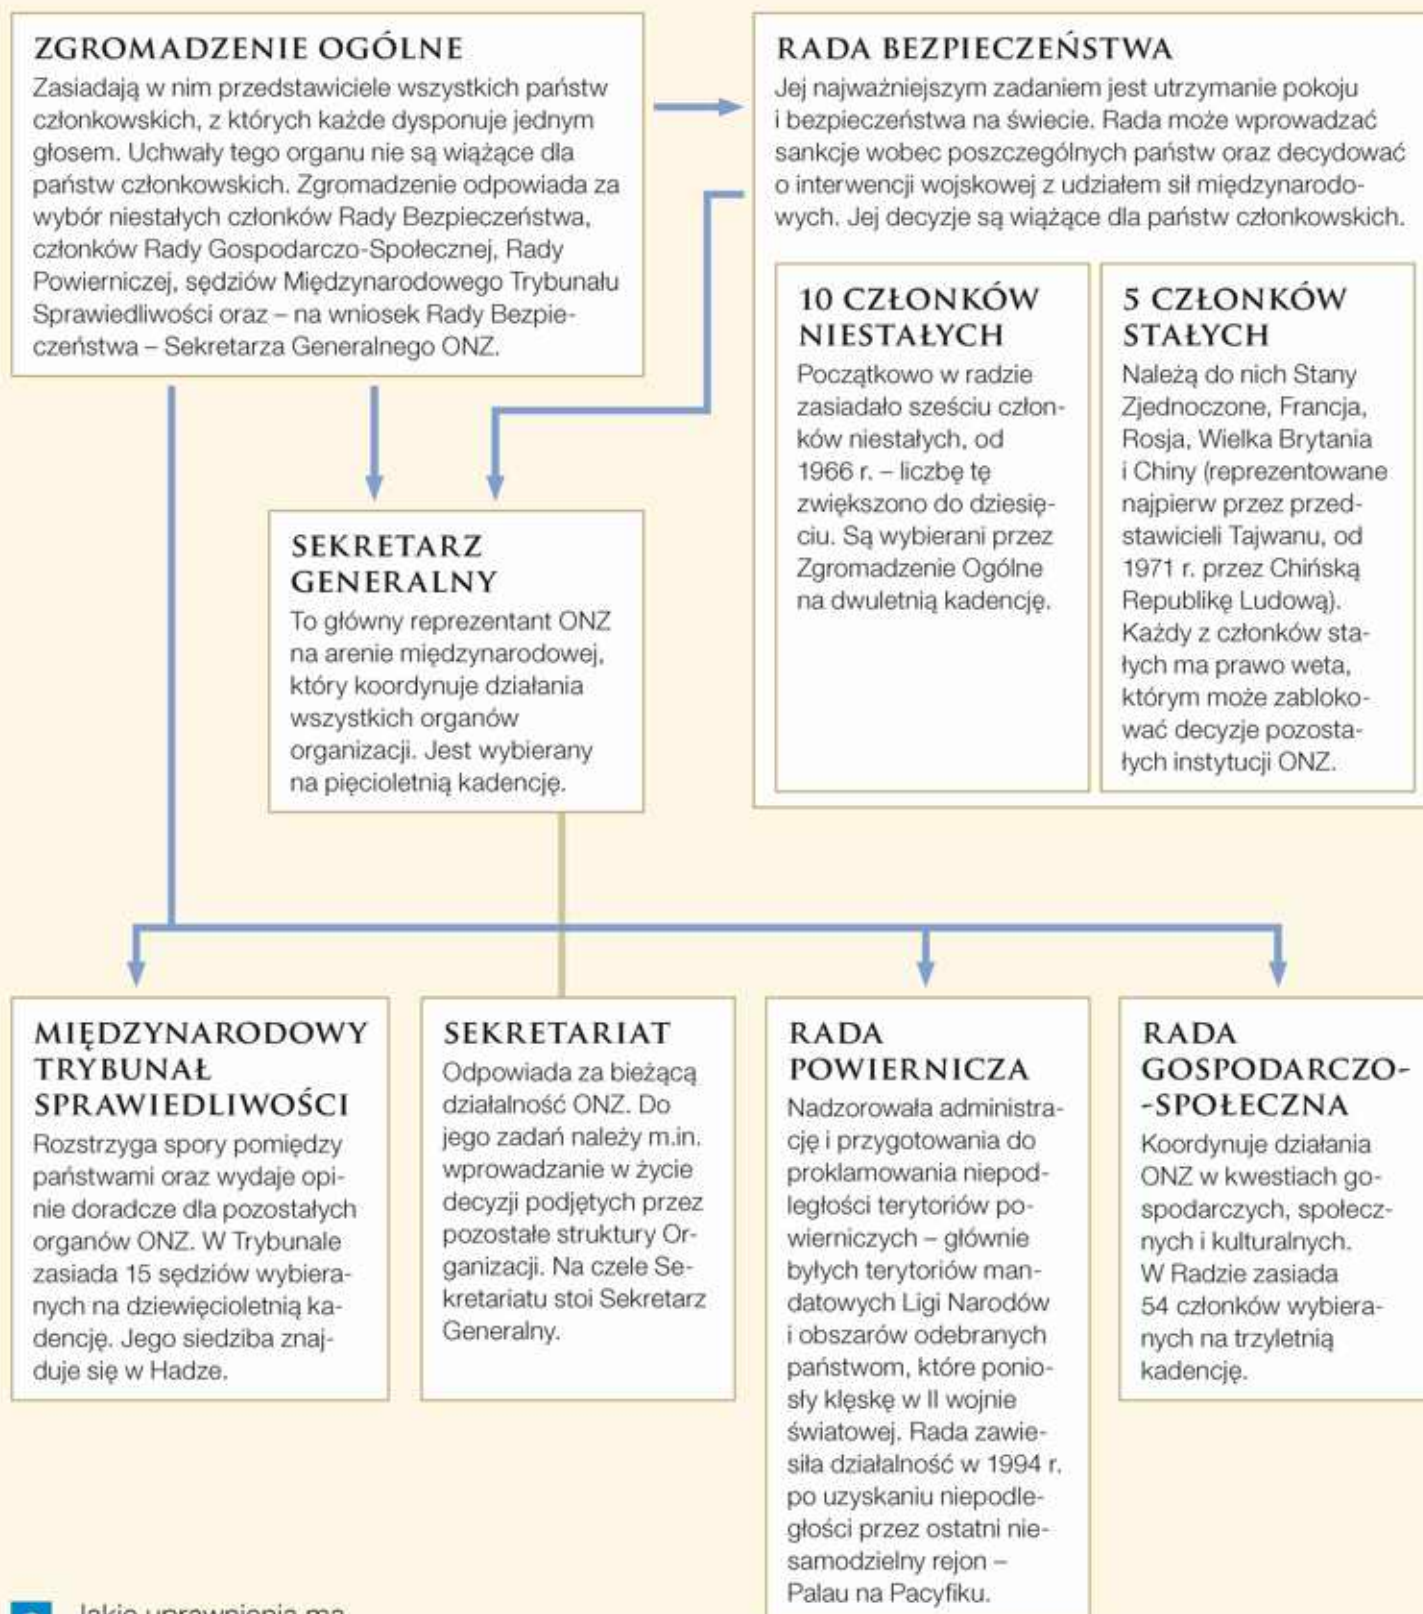 ZGROMADZENIE OGÓLNE
Zasiadają w nim przedstawiciele wszystkich państw
członkowskich, z których każde dysponuje jednym
głosem. Uchwały tego organu nie są wiążące dla
państw członkowskich. Zgromadzenie odpowiada za
wybór niestałych członków Rady Bezpieczeństwa,
członków Rady Gospodarczo-Społecznej, Rady
Powierniczej, sędziów Międzynarodowego Trybunału
Sprawiedliwości oraz – na wniosek Rady Bezpie-
czeństwa – Sekretarza Generalnego ONZ.
RADA BEZPIECZEŃSTWA
Jej najważniejszym zadaniem jest utrzymanie pokoju
i bezpieczeństwa na świecie. Rada może wprowadzać
sankcje wobec poszczególnych państw oraz decydować
o interwencji wojskowej z udziałem sił międzynarodo-
wych. Jej decyzje są wiążące dla państw członkowskich.
10 CZŁONKÓW
NIESTAŁYCH
Początkowo w radzie
zasiadało sześciu człon-
ków niestałych, od
1966 r. – liczbę tę
zwiększono do dziesię-
ciu. Są wybierani przez
Zgromadzenie Ogólne
na dwuletnią kadencję.
5 CZŁONKÓW
STAŁYCH
Należą do nich Stany
Zjednoczone, Francja,
Rosja, Wielka Brytania
i Chiny (reprezentowane
najpierw przez przed-
stawicieli Tajwanu, od
1971 r. przez Chińską
Republikę Ludową).
Każdy z członków sta-
łych ma prawo weta,
którym może zabloko-
wać decyzje pozosta-
łych instytucji ONZ.
SEKRETARZ
GENERALNY
To główny reprezentant ONZ
na arenie międzynarodowej,
który koordynuje działania
wszystkich organów
organizacji. Jest wybierany
na pięcioletnią kadencję.
MIĘDZYNARODOWY
TRYBUNAŁ
SPRAWIEDLIWOŚCI
Rozstrzyga spory pomiędzy
państwami oraz wydaje opi-
nie doradcze dla pozostałych
organów ONZ. W Trybunale
zasiada 15 sędziów wybiera-
nych na dziewięcioletnią ka-
dencję. Jego siedziba znaj-
duje się w Hadze.
SEKRETARIAT
Odpowiada za bieżącą
działalność ONZ. Do
jego zadań należy m.in.
wprowadzanie w życie
decyzji podjętych przez
pozostałe struktury Or-
ganizacji. Na czele Se-
kretariatu stoi Sekretarz
Generalny.
RADA
POWIERNICZA
Nadzorowała administra-
cję i przygotowania do
proklamowania niepod-
ległości terytoriów po-
wierniczych – głównie
byłych terytoriów man-
datowych Ligi Narodów
i obszarów odebranych
państwom, które ponio-
sły klęskę w II wojnie
światowej. Rada zawie-
siła działalność w 1994 r.
po uzyskaniu niepodle-
głości przez ostatni nie-
samodzielny rejon –
Palau na Pacyfiku.
RADA
GOSPODARCZO-
-SPOŁECZNA
Koordynuje działania
ONZ w kwestiach go-
spodarczych, społecz-
nych i kulturalnych.
W Radzie zasiada
54 członków wybiera-
nych na trzyletnią
kadencję.
Jakie uprawnienia ma